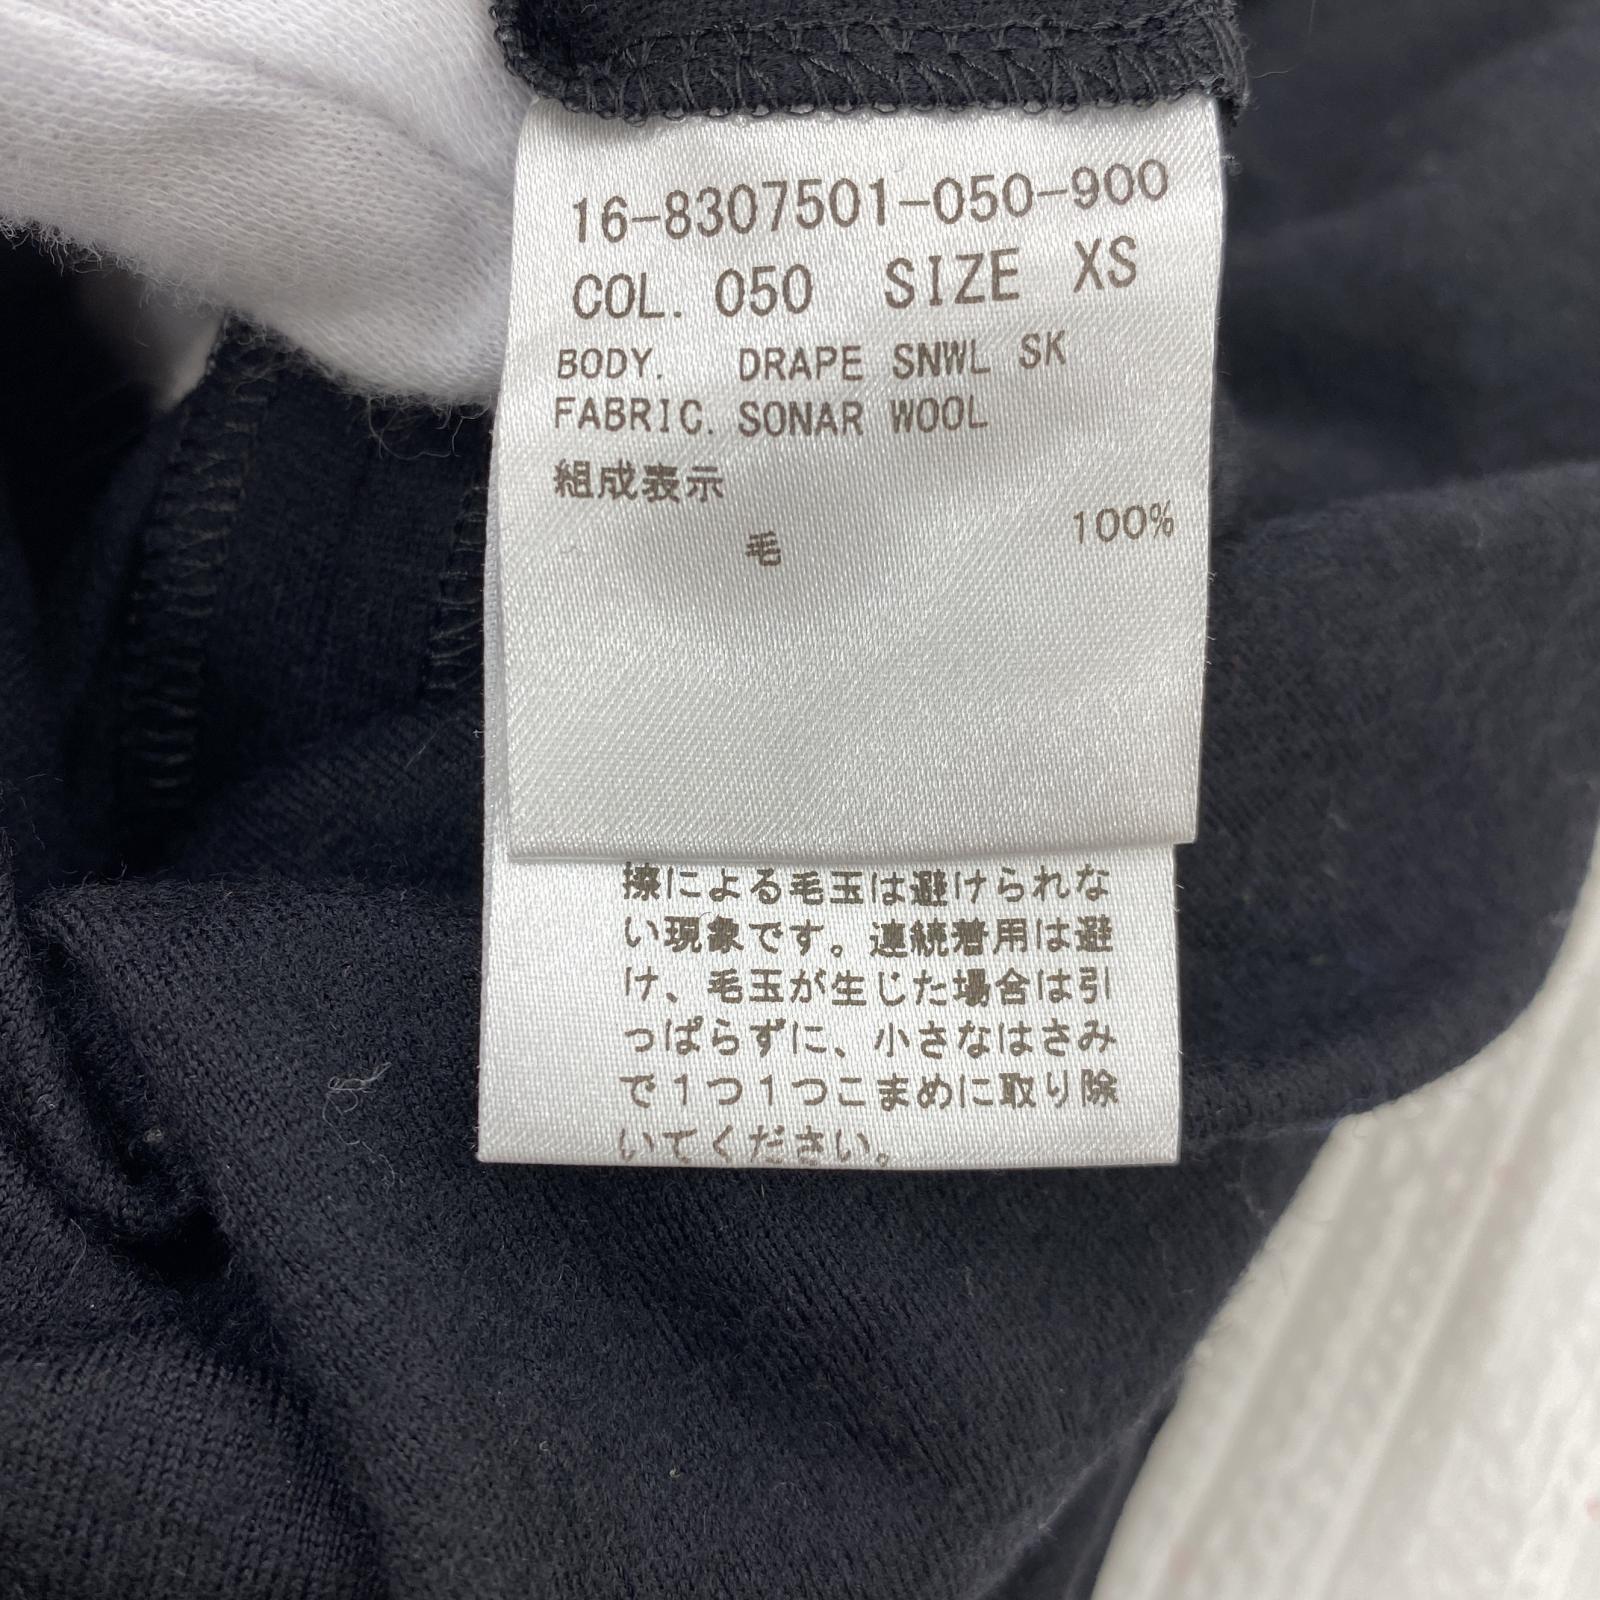 16-8307501-050-900
COL. 050 SIZE XS
BODY. DRAPE SNWL SK
FABRIC. SONAR WOOL
組成表示
毛 100%
擦による毛玉は避けられな
い現象です。連続着用は避
け、毛玉が生じた場合は引
っぱらずに、小さなはさみ
で1つ1つこまめに取り除
いてください。